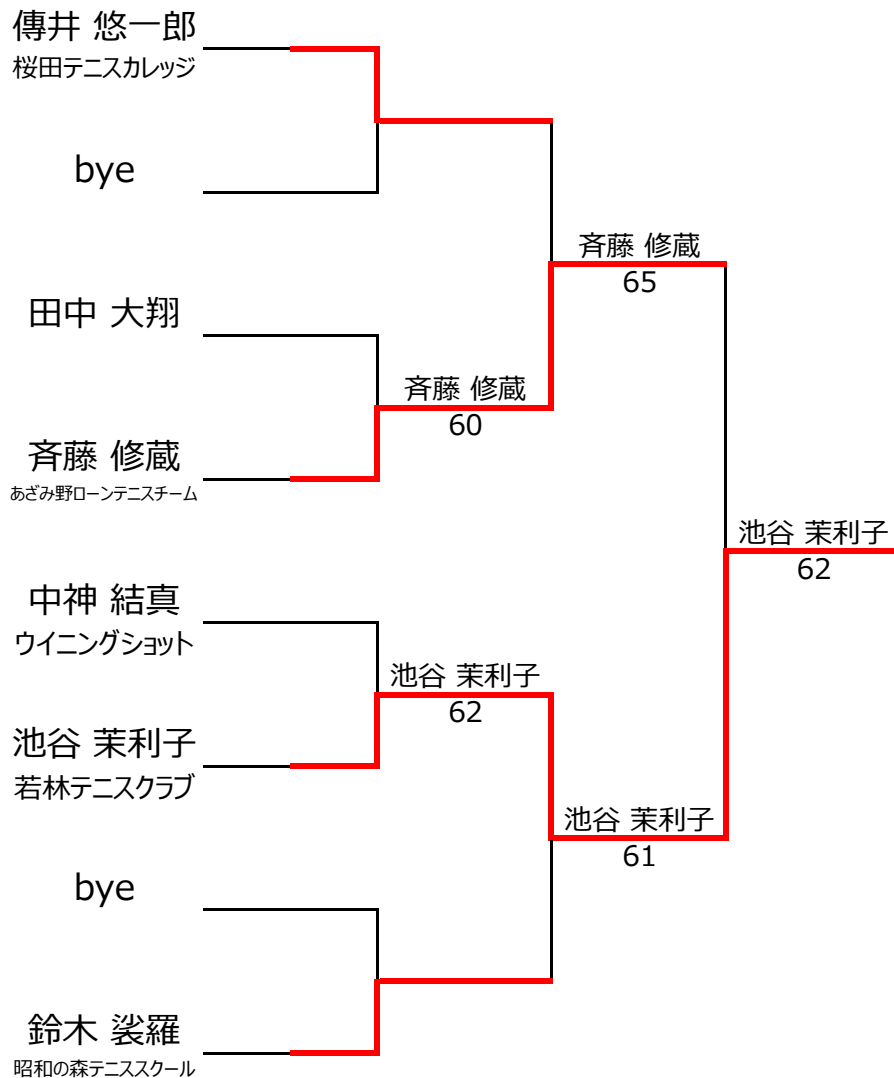 傳井 悠一郎
桜田テニスカレッジ
bye
田中 大翔
斉藤 修蔵
あざみ野ローンテニスチーム
中神 結真
ウイニングショット
池谷 茉利子
若林テニスクラブ
bye
鈴木 裟羅
昭和の森テニススクール
斉藤 修蔵
60
池谷 茉利子
62
斉藤 修蔵
65
池谷 茉利子
61
池谷 茉利子
62